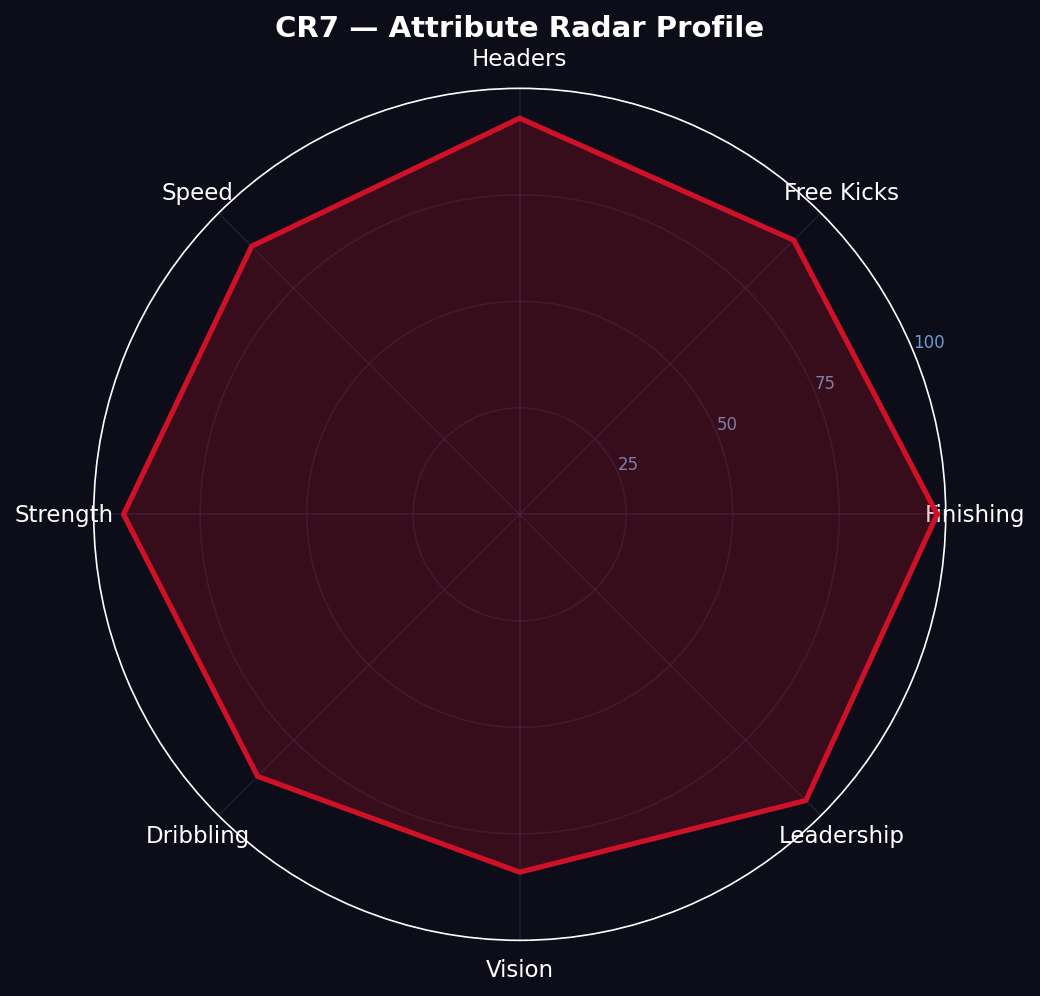 CR7 — Attribute Radar Profile
Headers
Speed
Free Kicks
100
75
50
25
Strength
Finishing
Dribbling
Leadership
Vision